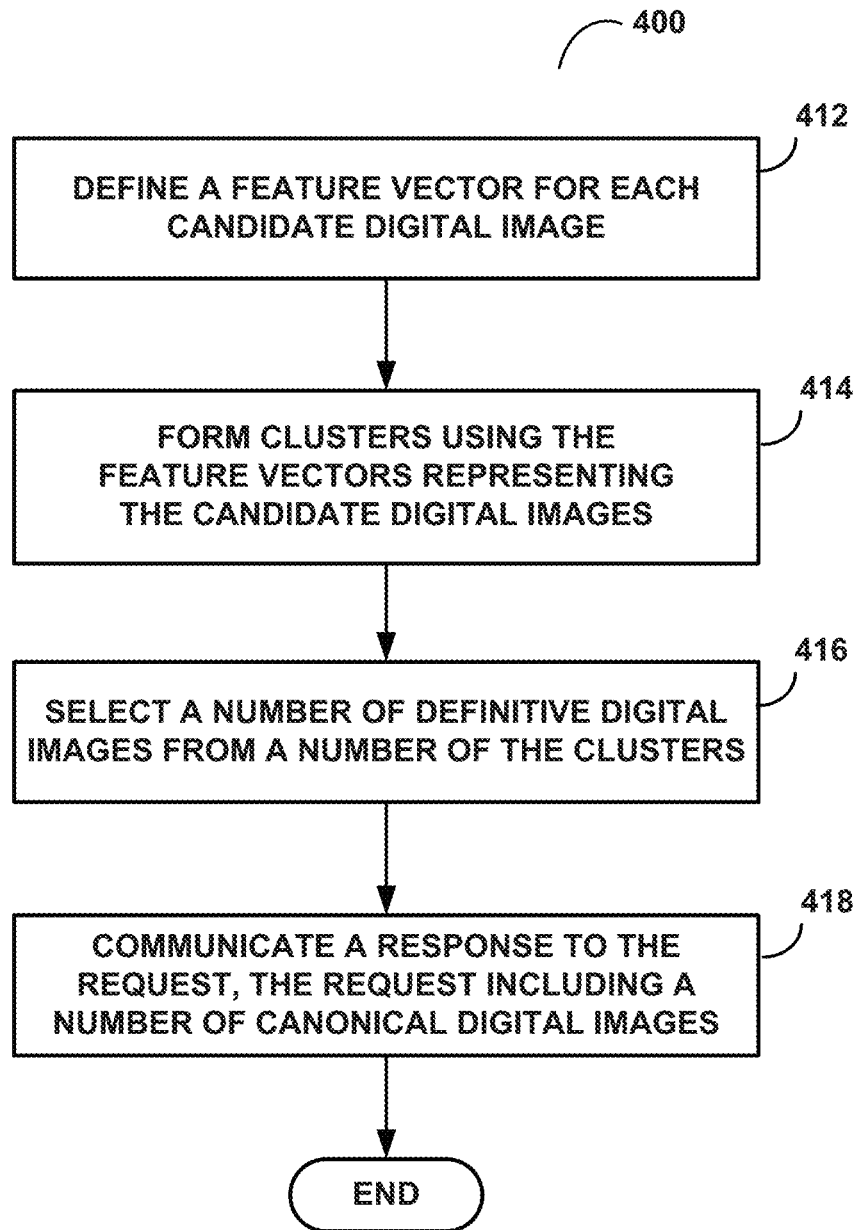 400
412
DEFINE A FEATURE VECTOR FOR EACH
CANDIDATE DIGITAL IMAGE
414
FORM CLUSTERS USING THE
FEATURE VECTORS REPRESENTING
THE CANDIDATE DIGITAL IMAGES
416
SELECT A NUMBER OF DEFINITIVE DIGITAL
IMAGES FROM A NUMBER OF THE CLUSTERS
418
COMMUNICATE A RESPONSE TO THE
REQUEST, THE REQUEST INCLUDING A
NUMBER OF CANONICAL DIGITAL IMAGES
END